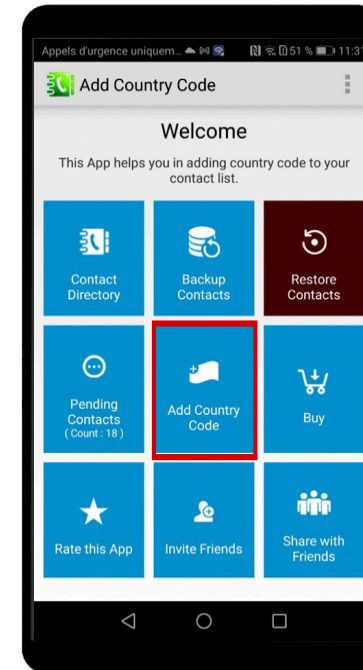 Appels d'urgence uniquem... 51 % 11:31
Add Country Code
Welcome
This App helps you in adding country code to your
contact list.
Contact
Directory
Backup
Contacts
Restore
Contacts
Pending
Contacts
( Count : 18 )
Add Country
Code
Buy
Rate this App
Invite Friends
Share with
Friends